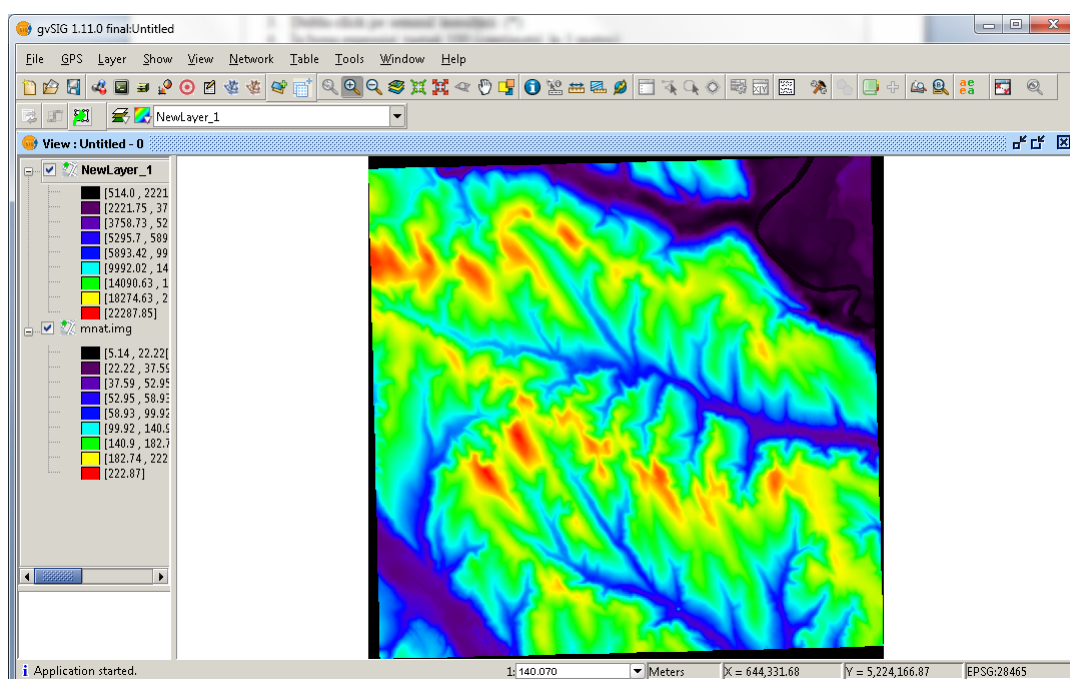 gvSIG 1.11.0 final:Untitled
File GPS Layer Show View Network Table Tools Window Help
NewLayer_1
View : Untitled - 0
NewLayer_1
[514.0 , 2221
[2221.75 , 37
[3758.73 , 52
[5295.7 , 589
[5893.42 , 99
[9992.02 , 14
[14090.63 , 1
[18274.63 , 2
[22287.85]
mnat.img
[5.14 , 22.22[
[22.22 , 37.59
[37.59 , 52.95
[52.95 , 58.93
[58.93 , 99.92
[99.92 , 140.9
[140.9 , 182.7
[182.74 , 222
[222.87]
Application started.
1: 140.070 Meters X = 644,331.68 Y = 5,224,166.87 EPSG:28465